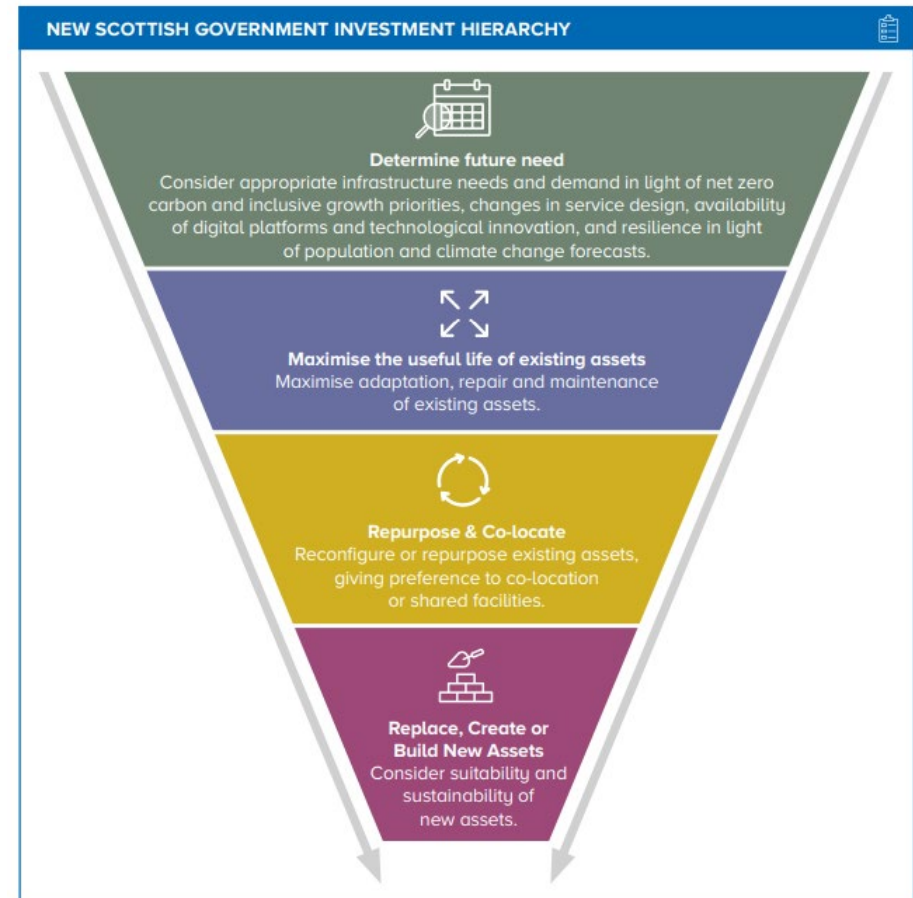 NEW SCOTTISH GOVERNMENT INVESTMENT HIERARCHY
Determine future need
Consider appropriate infrastructure needs and demand in light of net zero
carbon and inclusive growth priorities, changes in service design, availability
of digital platforms and technological innovation, and resilience in light
of population and climate change forecasts.
Maximise the useful life of existing assets
Maximise adaptation, repair and maintenance
of existing assets.
Repurpose & Co-locate
Reconfigure or repurpose existing assets,
giving preference to co-location
or shared facilities.
Replace, Create or
Build New Assets
Consider suitability and
sustainability of
new assets.